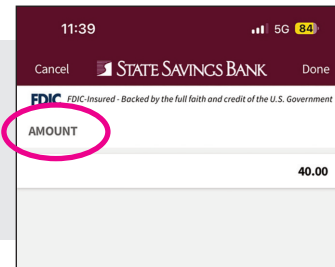 11:39 5G 84
Cancel STATE SAVINGS BANK Done
FDIC FDIC-Insured - Backed by the full faith and credit of the U.S. Government
AMOUNT
40.00